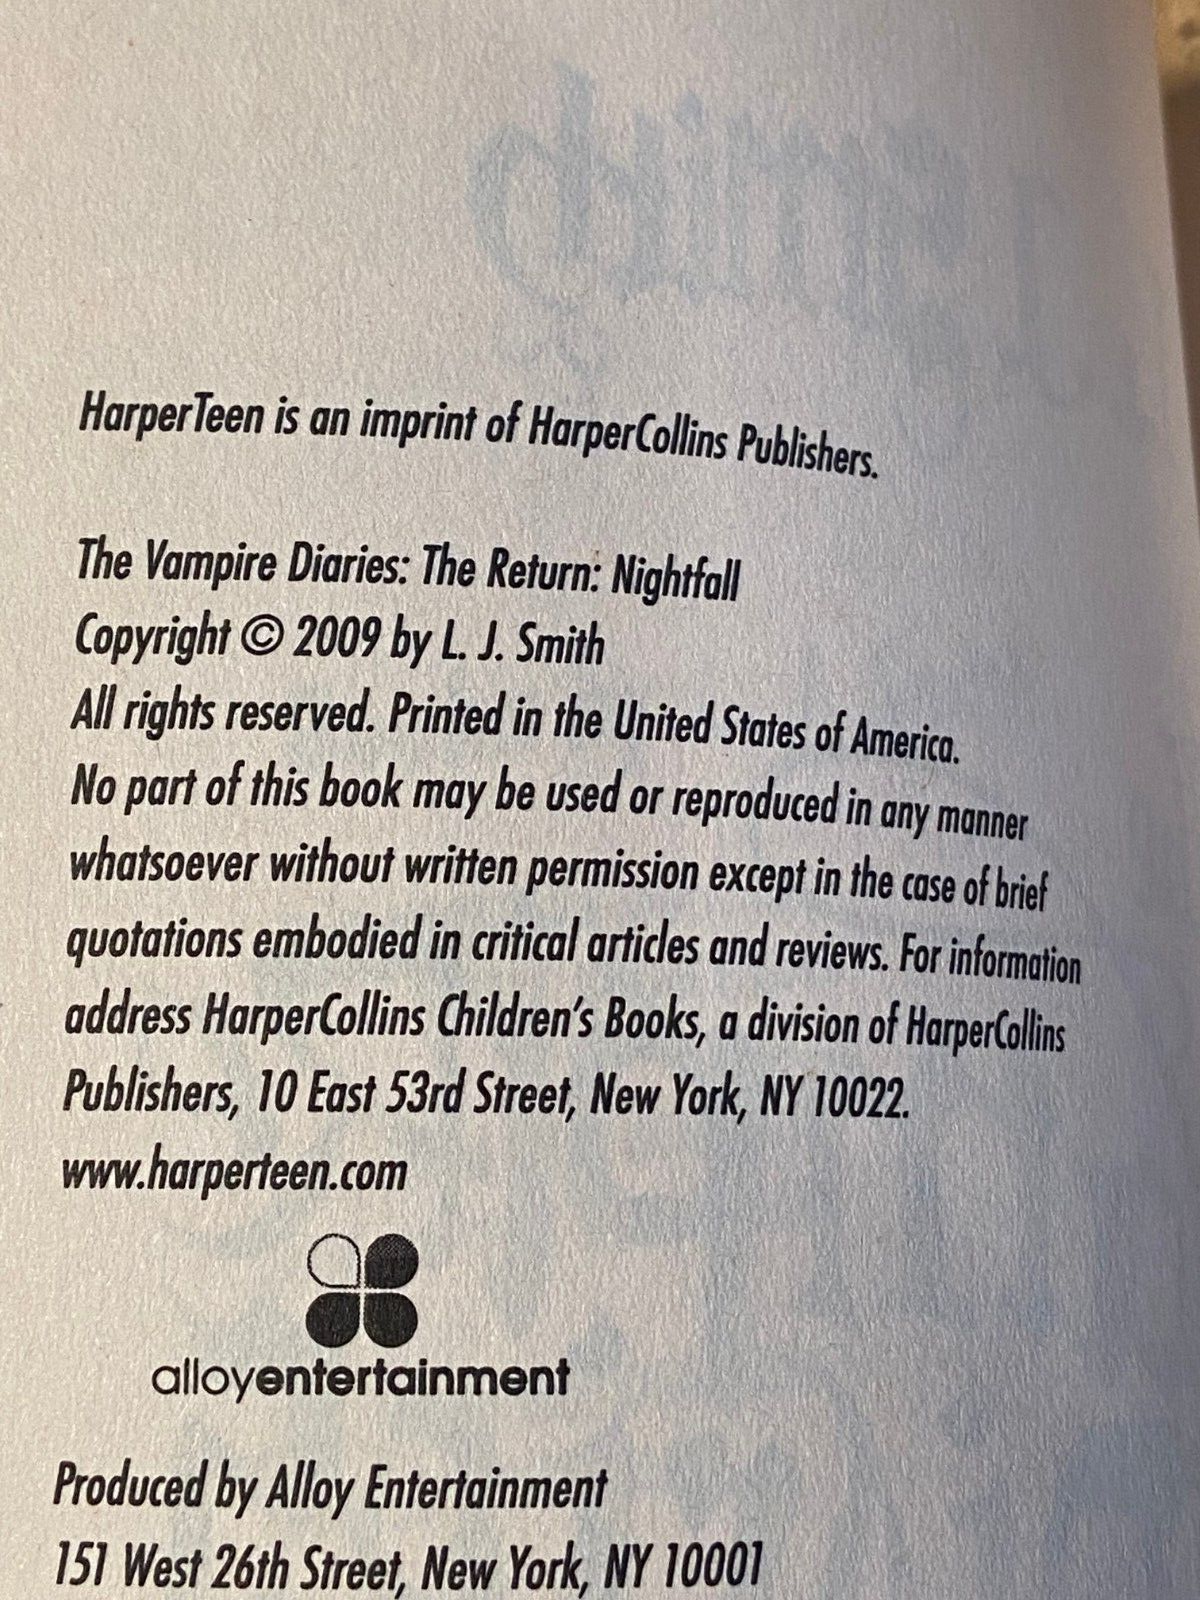 HarperTeen is an imprint of HarperCollins Publishers.
The Vampire Diaries: The Return: Nightfall
Copyright © 2009 by L. J. Smith
All rights reserved. Printed in the United States of America.
No part of this book may be used or reproduced in any manner
whatsoever without written permission except in the case of brief
quotations embodied in critical articles and reviews. For information
address HarperCollins Children's Books, a division of HarperCollins
Publishers, 10 East 53rd Street, New York, NY 10022.
www.harperteen.com
alloyentertainment
Produced by Alloy Entertainment
151 West 26th Street, New York, NY 10001